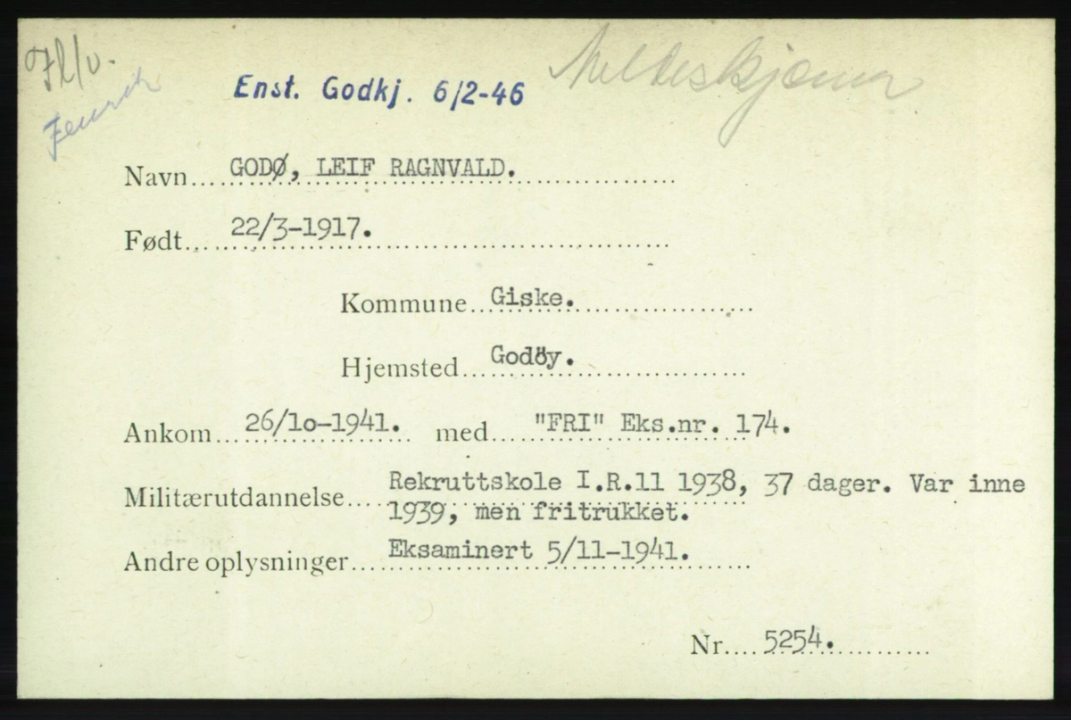 Enst. Godkj. 6/2-46
Meldeskjema
Navn... GODØ, LEIF RAGNVALD.
Født... 22/3-1917.
Kommune... Giske.
Hjemsted... Godöy.
Ankom... 26/1o-1941. med... "FRI" Eks.nr. 174.
Militærutdannelse... Rekruttskole I.R.11 1938, 37 dager. Var inne
1939, men fritrukket.
Andre oplysninger... Eksaminert 5/11-1941.
Nr.... 5254.